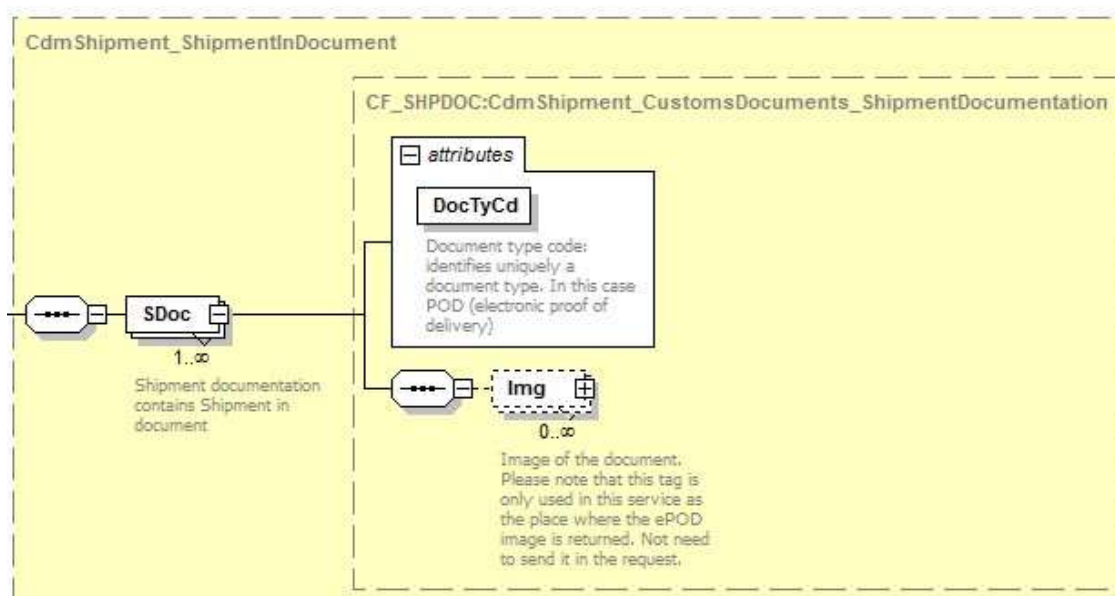 CdmShipment_ShipmentInDocument
CF_SHPDOC:CdmShipment_CustomsDocuments_ShipmentDocumentation
attributes
DocTyCd
Document type code:
identifies uniquely a
document type. In this case
POD (electronic proof of
delivery)
SDoc
1..∞
Shipment documentation
contains Shipment in
document
Img
0..∞
Image of the document.
Please note that this tag is
only used in this service as
the place where the ePOD
image is returned. Not need
to send it in the request.